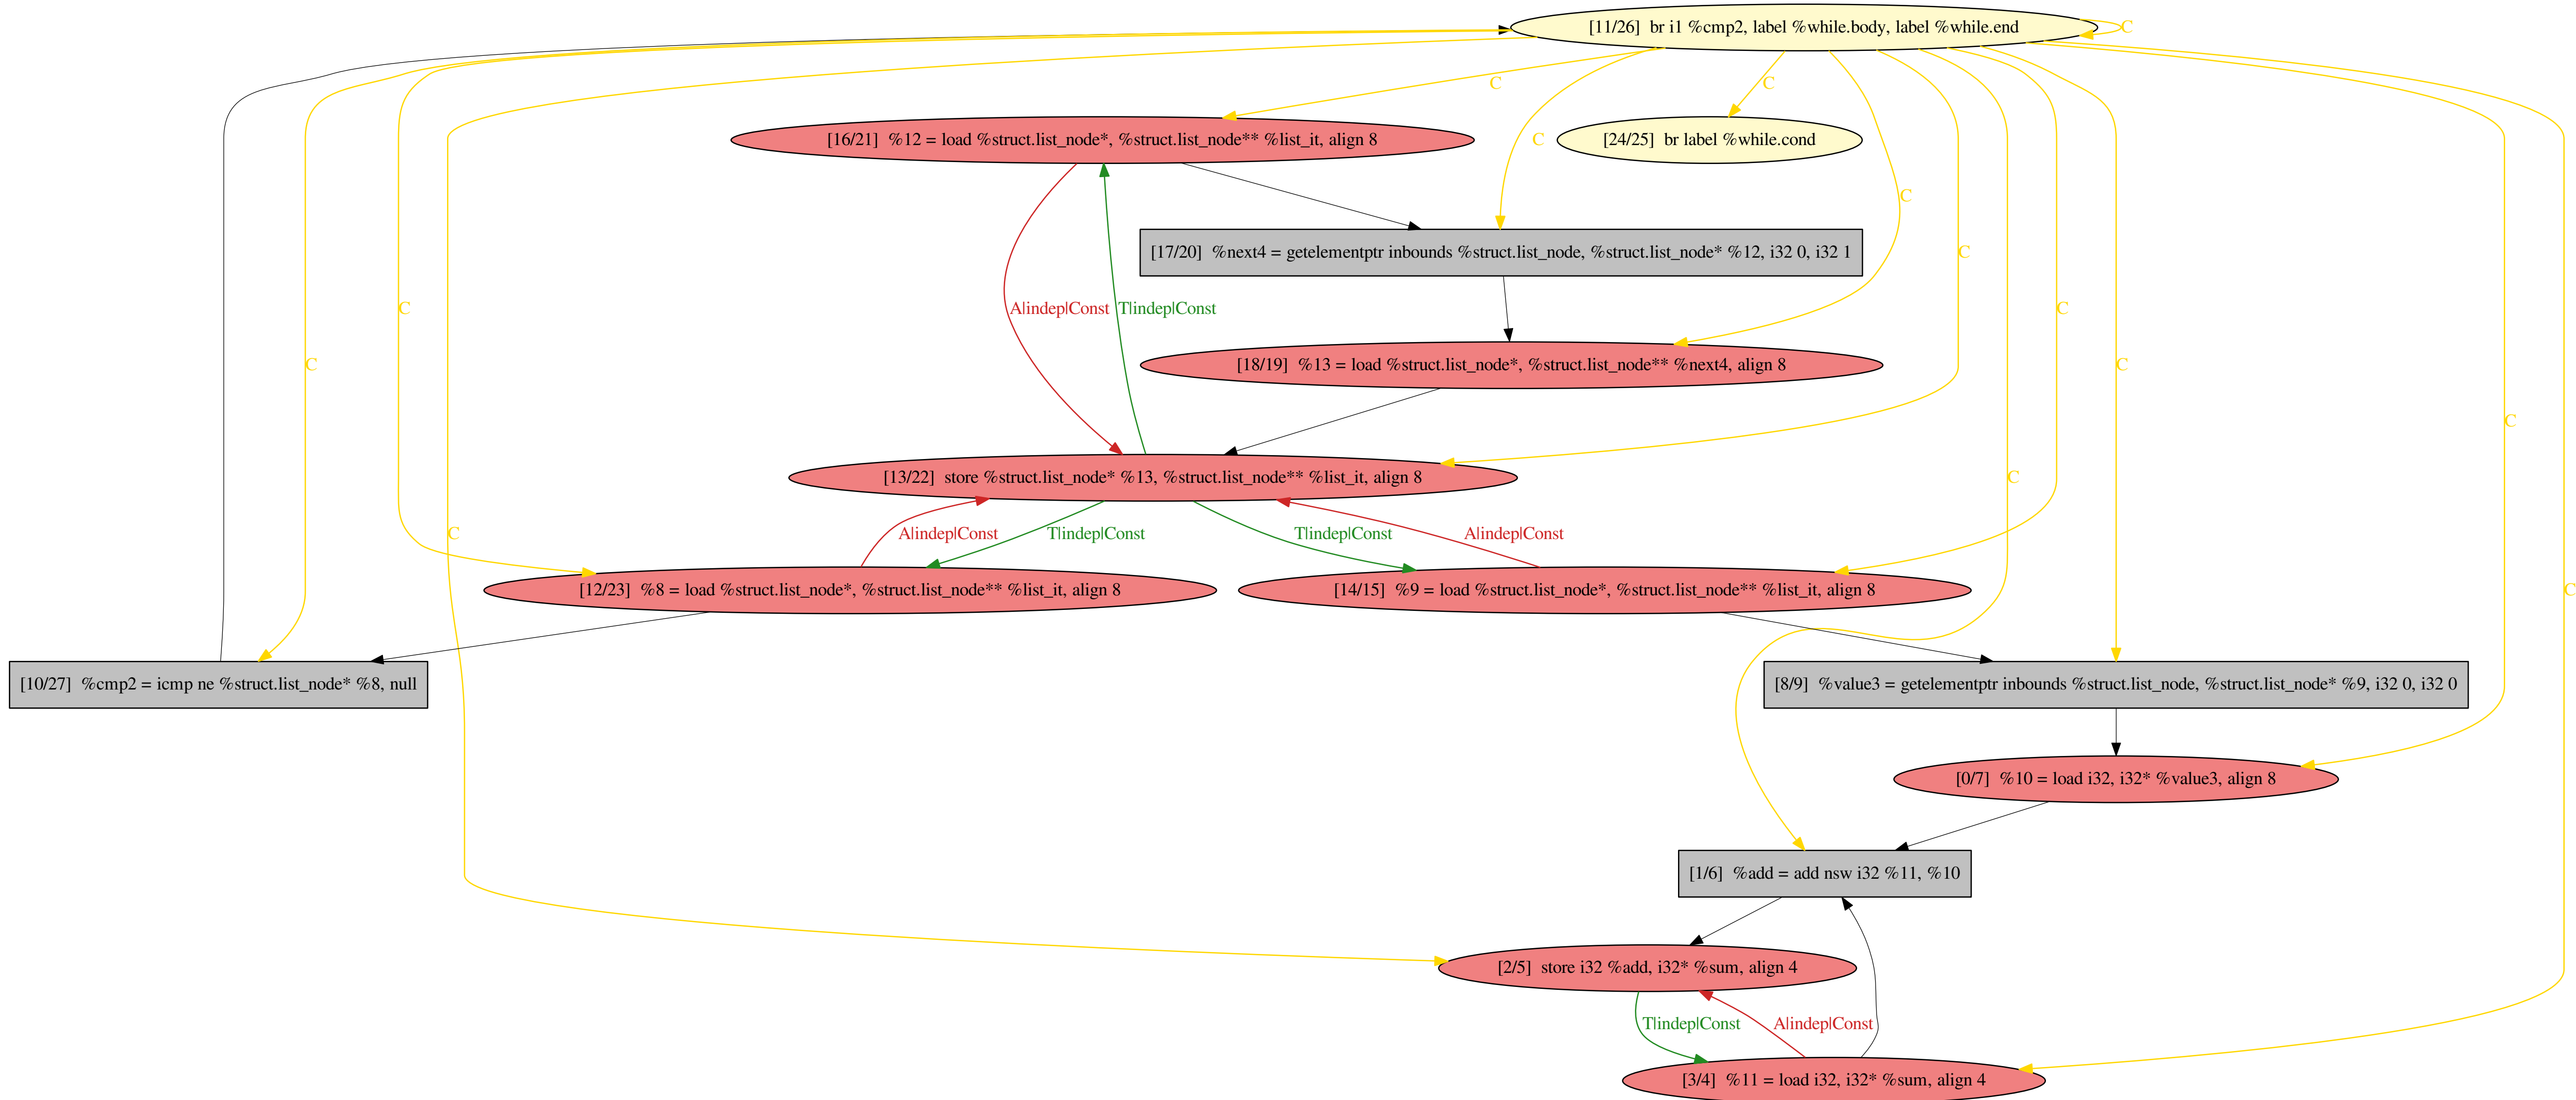 [11/26]  br i1 %cmp2, label %while.body, label %while.end
C
C
C
[16/21]  %12 = load %struct.list_node*, %struct.list_node** %list_it, align 8
C
[24/25]  br label %while.cond
C
[17/20]  %next4 = getelementptr inbounds %struct.list_node, %struct.list_node* %12, i32 0, i32 1
C
C
A|indep|Const
T|indep|Const
C
C
[18/19]  %13 = load %struct.list_node*, %struct.list_node** %next4, align 8
C
C
[13/22]  store %struct.list_node* %13, %struct.list_node** %list_it, align 8
C
C
A|indep|Const
T|indep|Const
T|indep|Const
A|indep|Const
[12/23]  %8 = load %struct.list_node*, %struct.list_node** %list_it, align 8
[14/15]  %9 = load %struct.list_node*, %struct.list_node** %list_it, align 8
C
[10/27]  %cmp2 = icmp ne %struct.list_node* %8, null
[8/9]  %value3 = getelementptr inbounds %struct.list_node, %struct.list_node* %9, i32 0, i32 0
[0/7]  %10 = load i32, i32* %value3, align 8
[1/6]  %add = add nsw i32 %11, %10
[2/5]  store i32 %add, i32* %sum, align 4
T|indep|Const
A|indep|Const
[3/4]  %11 = load i32, i32* %sum, align 4